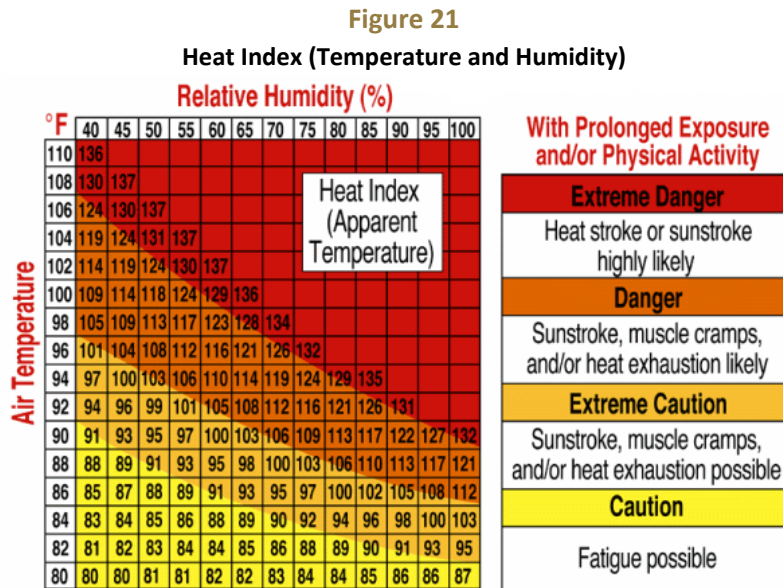 Figure 21
Heat Index (Temperature and Humidity)
Relative Humidity (%)
°F 40 45 50 55 60 65 70 75 80 85 90 95 100
110 136
108 130 137
106 124 130 137
104 119 124 131 137
102 114 119 124 130 137
100 109 114 118 124 129 136
98 105 109 113 117 123 128 134
96 101 104 108 112 116 121 126 132
94 97 100 103 106 110 114 119 124 129 135
92 94 96 99 101 105 108 112 116 121 126 131
90 91 93 95 97 100 103 106 109 113 117 122 127 132
88 88 89 91 93 95 98 100 103 106 110 113 117 121
86 85 87 88 89 91 93 95 97 100 102 105 108 112
84 83 84 85 86 88 89 90 92 94 96 98 100 103
82 81 82 83 84 84 85 86 88 89 90 91 93 95
80 80 80 81 81 82 82 83 84 84 85 86 86 87
Air Temperature
Heat Index
(Apparent
Temperature)
With Prolonged Exposure
and/or Physical Activity
Extreme Danger
Heat stroke or sunstroke
highly likely
Danger
Sunstroke, muscle cramps,
and/or heat exhaustion likely
Extreme Caution
Sunstroke, muscle cramps,
and/or heat exhaustion possible
Caution
Fatigue possible